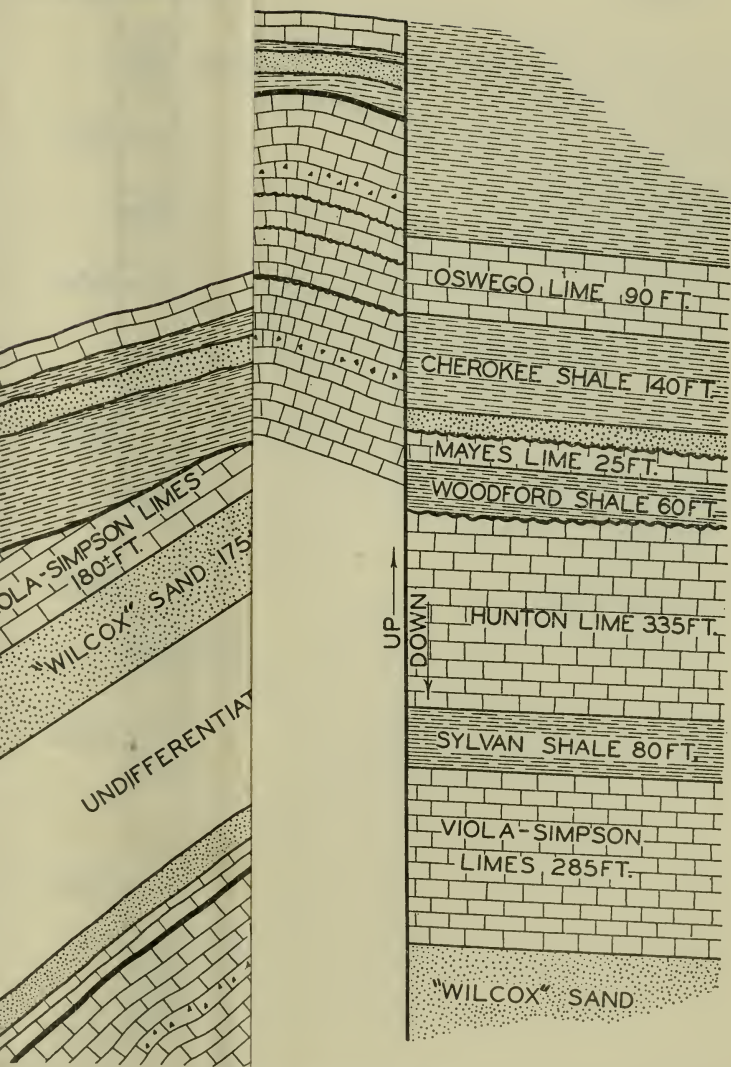 OSWEGO LIME 90 FT.
CHEROKEE SHALE 140 FT.
MAYES LIME 25 FT.
WOODFORD SHALE 60 FT.
HUNTON LIME 335 FT.
SYLVAN SHALE 80 FT.
VIOLA-SIMPSON
LIMES 285 FT.
"WILCOX" SAND
UP
DOWN
OLA-SIMPSON LIMES
180± FT.
"WILCOX" SAND 175
UNDIFFERENTIAT